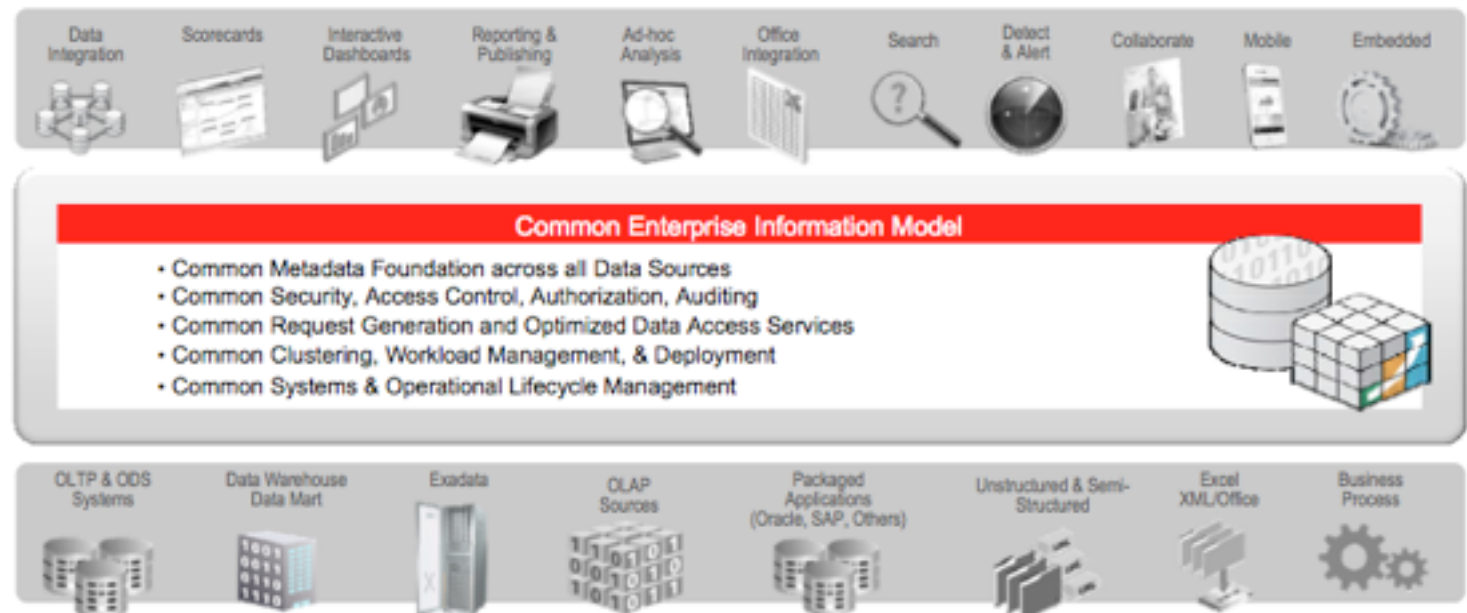 Data
Integration
Scorecards
Interactive
Dashboards
Reporting &
Publishing
Ad-hoc
Analysis
Office
Integration
Search
Detect
& Alert
Collaborate
Mobile
Embedded
?
Common Enterprise Information Model
• Common Metadata Foundation across all Data Sources
• Common Security, Access Control, Authorization, Auditing
• Common Request Generation and Optimized Data Access Services
• Common Clustering, Workload Management, & Deployment
• Common Systems & Operational Lifecycle Management
OLTP & ODS
Systems
Data Warehouse
Data Mart
Exadata
OLAP
Sources
Packaged
Applications
(Oracle, SAP, Others)
Unstructured & Semi-
Structured
Excel
XML/Office
Business
Process